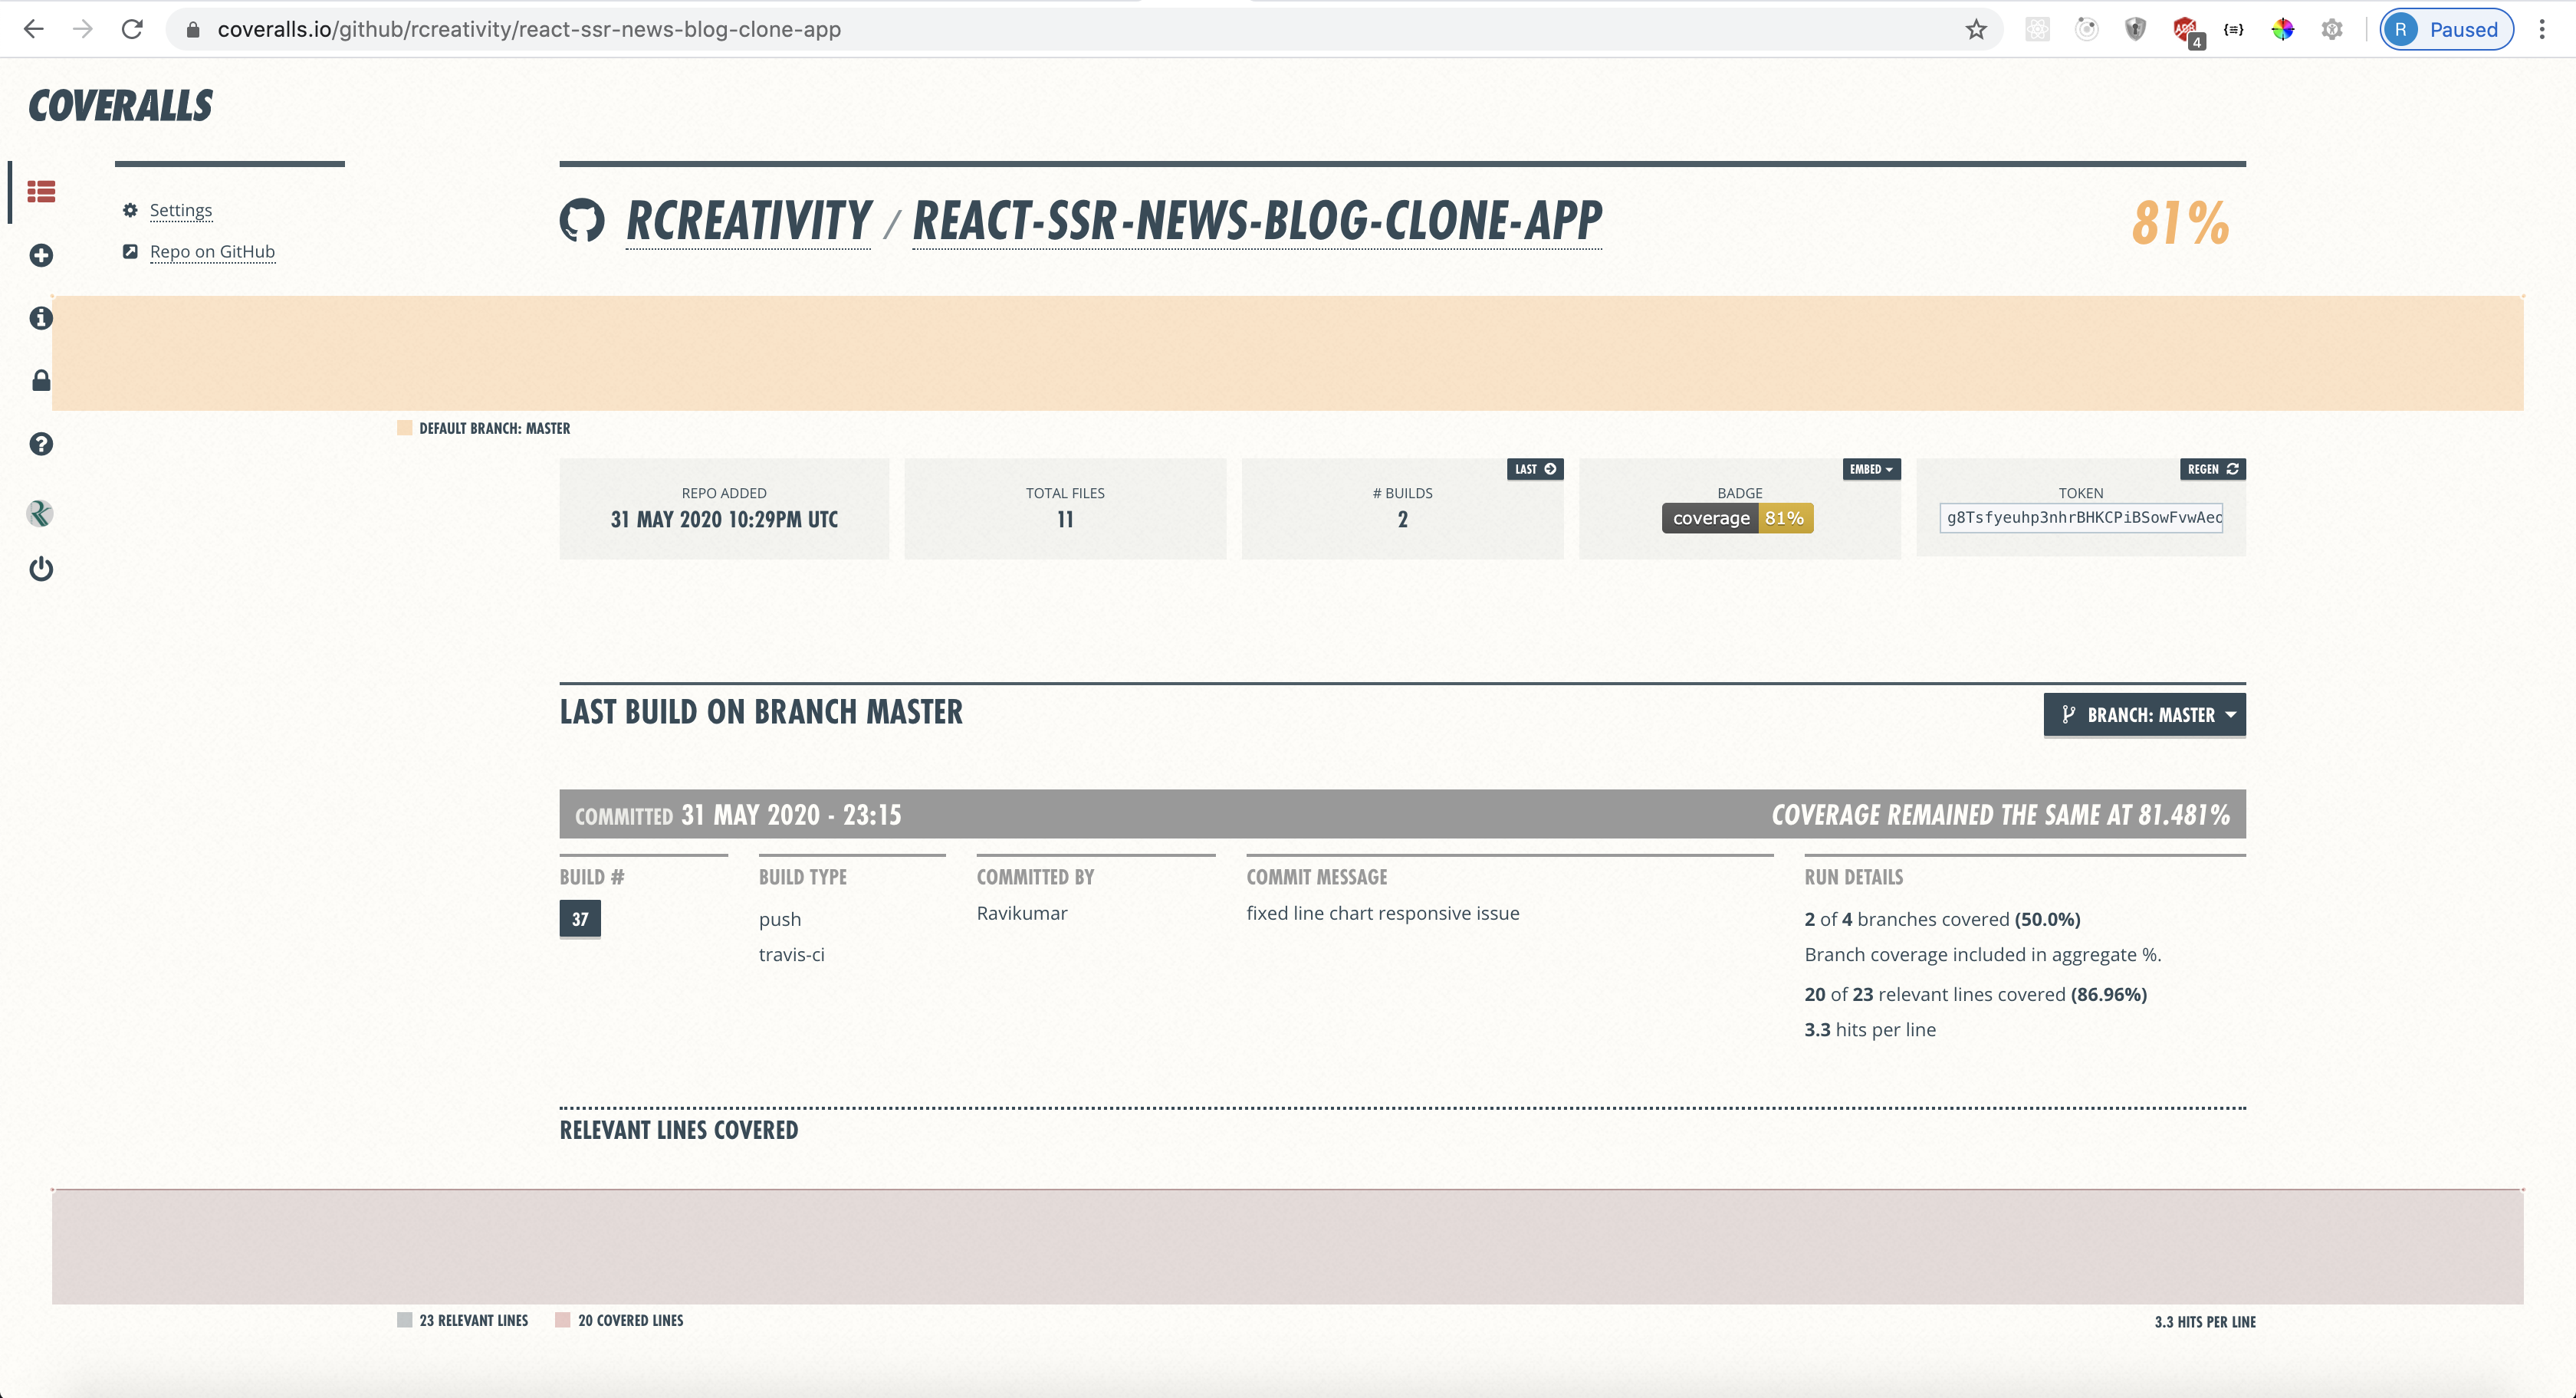 coveralls.io/github/rcreativity/react-ssr-news-blog-clone-app
4
R Paused
COVERALLS
Settings
Repo on GitHub
RCREATIVITY / REACT-SSR-NEWS-BLOG-CLONE-APP
81%
DEFAULT BRANCH: MASTER
REPO ADDED
31 MAY 2020 10:29PM UTC
TOTAL FILES
11
LAST
# BUILDS
2
EMBED
BADGE
coverage 81%
REGEN
TOKEN
LAST BUILD ON BRANCH MASTER
BRANCH: MASTER
COMMITTED 31 MAY 2020 - 23:15
COVERAGE REMAINED THE SAME AT 81.481%
BUILD #
37
BUILD TYPE
push
travis-ci
COMMITTED BY
Ravikumar
COMMIT MESSAGE
fixed line chart responsive issue
RUN DETAILS
2 of 4 branches covered (50.0%)
Branch coverage included in aggregate %.
20 of 23 relevant lines covered (86.96%)
3.3 hits per line
RELEVANT LINES COVERED
23 RELEVANT LINES
20 COVERED LINES
3.3 HITS PER LINE